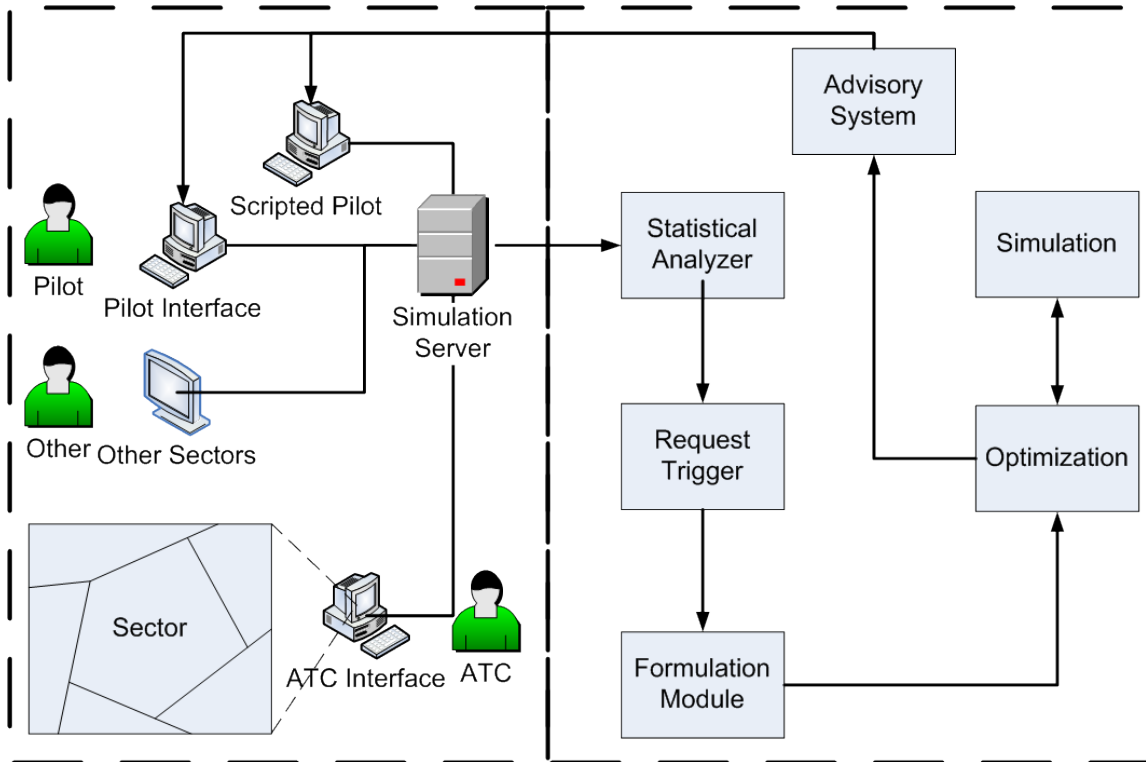 Advisory
System
Scripted Pilot
Pilot
Pilot Interface
Simulation
Server
Statistical
Analyzer
Simulation
Other
Other Sectors
Request
Trigger
Optimization
Sector
ATC Interface
ATC
Formulation
Module